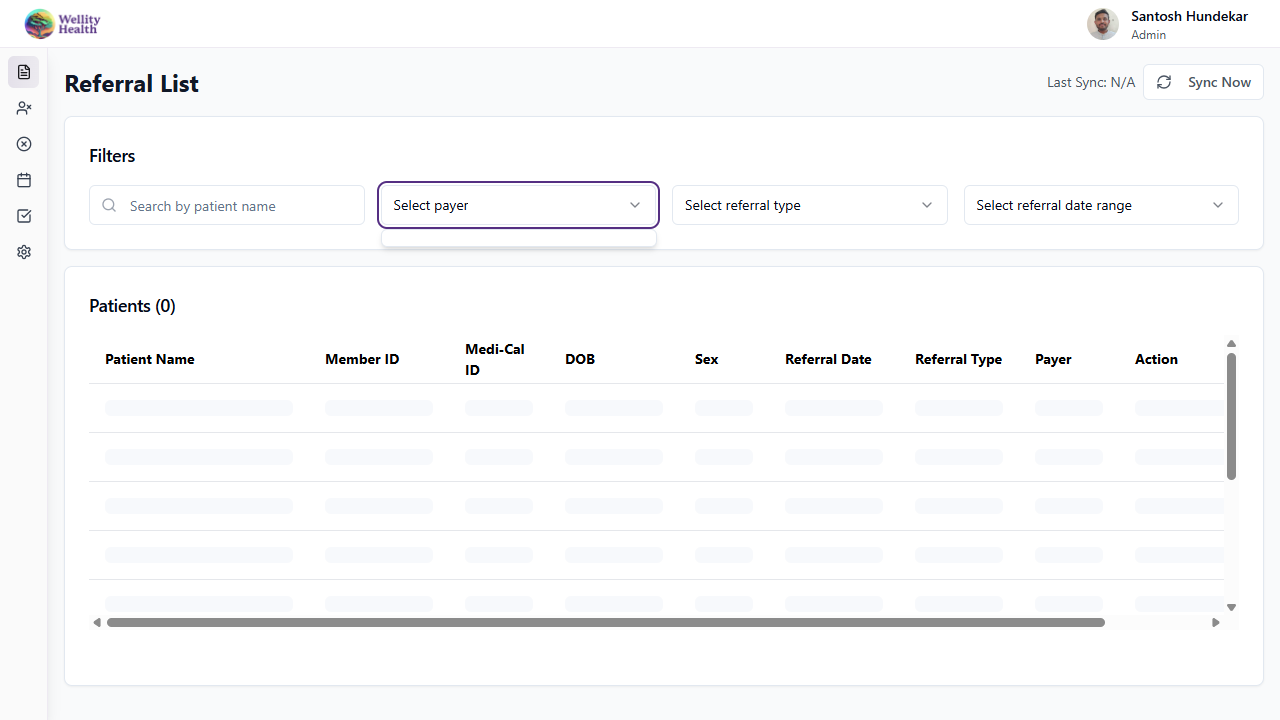 Wellity
Health
Santosh Hundekar
Admin
Referral List
Last Sync: N/A
Sync Now
Filters
Search by patient name
Select payer
Select referral type
Select referral date range
Patients (0)
Patient Name
Member ID
Medi-Cal
ID
DOB
Sex
Referral Date
Referral Type
Payer
Action